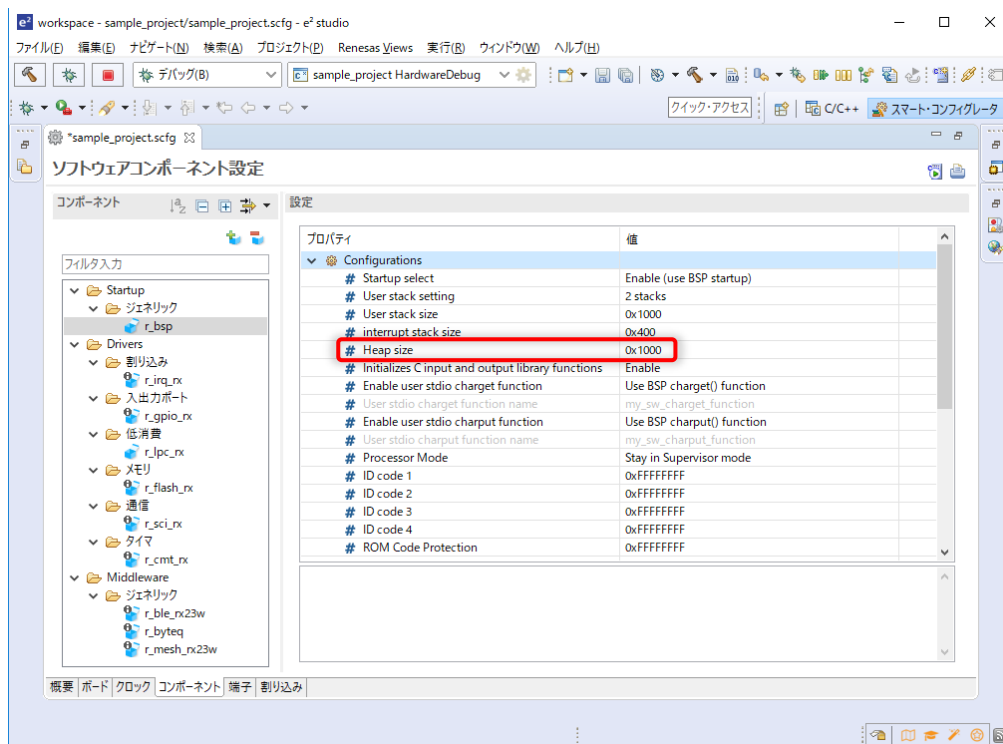 workspace - sample_project/sample_project.scfg - e² studio
ファイル(F) 編集(E) ナビゲート(N) 検索(A) プロジェクト(P) Renesas Views 実行(R) ウィンドウ(W) ヘルプ(H)
デバッグ(B) sample_project HardwareDebug
クイック・アクセス C/C++ スマート・コンフィグレータ
*sample_project.scfg
ソフトウェアコンポーネント設定
コンポーネント
設定
フィルタ入力
Startup
ジェネリック
r_bsp
Drivers
割り込み
r_irq_rx
入出力ポート
r_gpio_rx
低消費
r_lpc_rx
メモリ
r_flash_rx
通信
r_sci_rx
タイマ
r_cmt_rx
Middleware
ジェネリック
r_ble_rx23w
r_byteq
r_mesh_rx23w
プロパティ 値
Configurations
# Startup select Enable (use BSP startup)
# User stack setting 2 stacks
# User stack size 0x1000
# interrupt stack size 0x400
# Heap size 0x1000
# Initializes C input and output library functions Enable
# Enable user stdio charget function Use BSP charget() function
# User stdio charget function name my_sw_charget_function
# Enable user stdio charput function Use BSP charput() function
# User stdio charput function name my_sw_charput_function
# Processor Mode Stay in Supervisor mode
# ID code 1 0xFFFFFFFF
# ID code 2 0xFFFFFFFF
# ID code 3 0xFFFFFFFF
# ID code 4 0xFFFFFFFF
# ROM Code Protection 0xFFFFFFFF
概要 ボード クロック コンポーネント 端子 割り込み